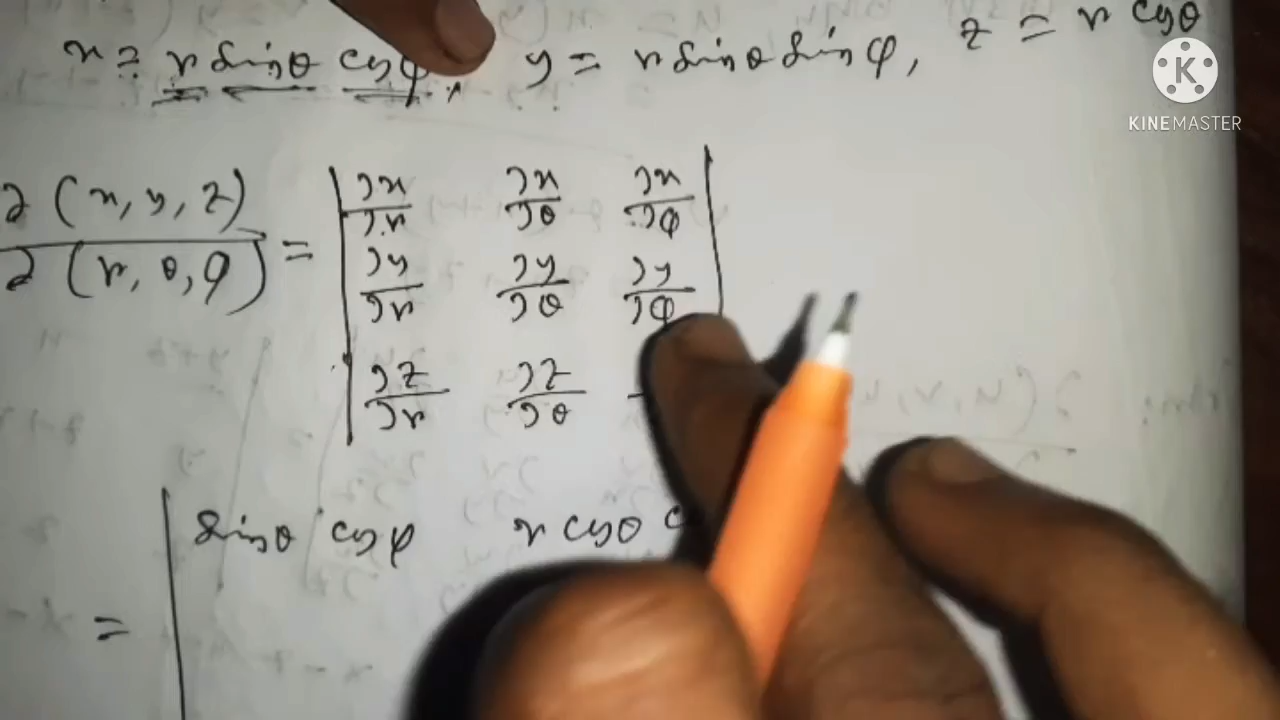 x = r sinθ cosφ, y = r sinθ sinφ, z = r cosθ
KINEMASTER
∂(x, y, z)/∂(r, θ, φ) = | ∂x/∂r ∂x/∂θ ∂x/∂φ
∂y/∂r ∂y/∂θ ∂y/∂φ
∂z/∂r ∂z/∂θ |
= | sinθ cosφ r cosθ